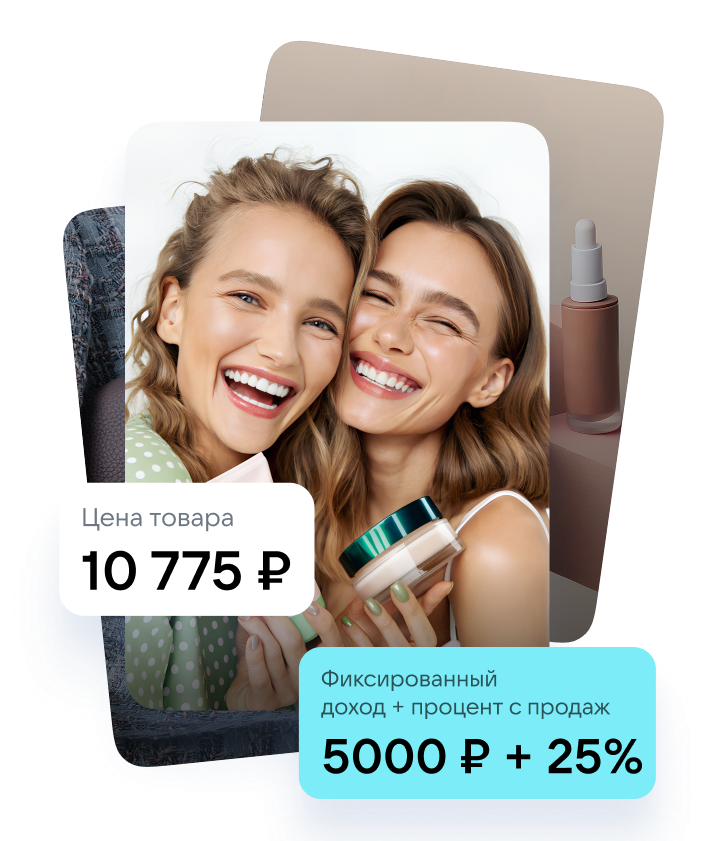 Цена товара
10 775 ₽
Фиксированный
доход + процент с продаж
5000 ₽ + 25%